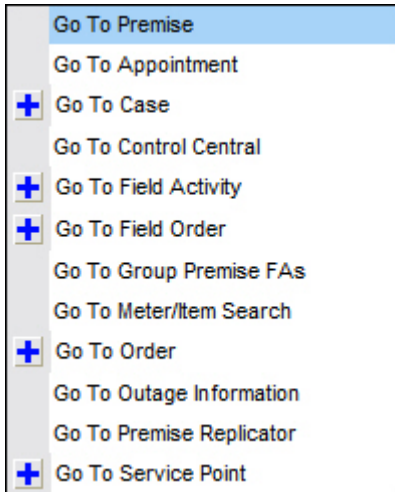 Go To Premise
Go To Appointment
Go To Case
Go To Control Central
Go To Field Activity
Go To Field Order
Go To Group Premise FAs
Go To Meter/Item Search
Go To Order
Go To Outage Information
Go To Premise Replicator
Go To Service Point